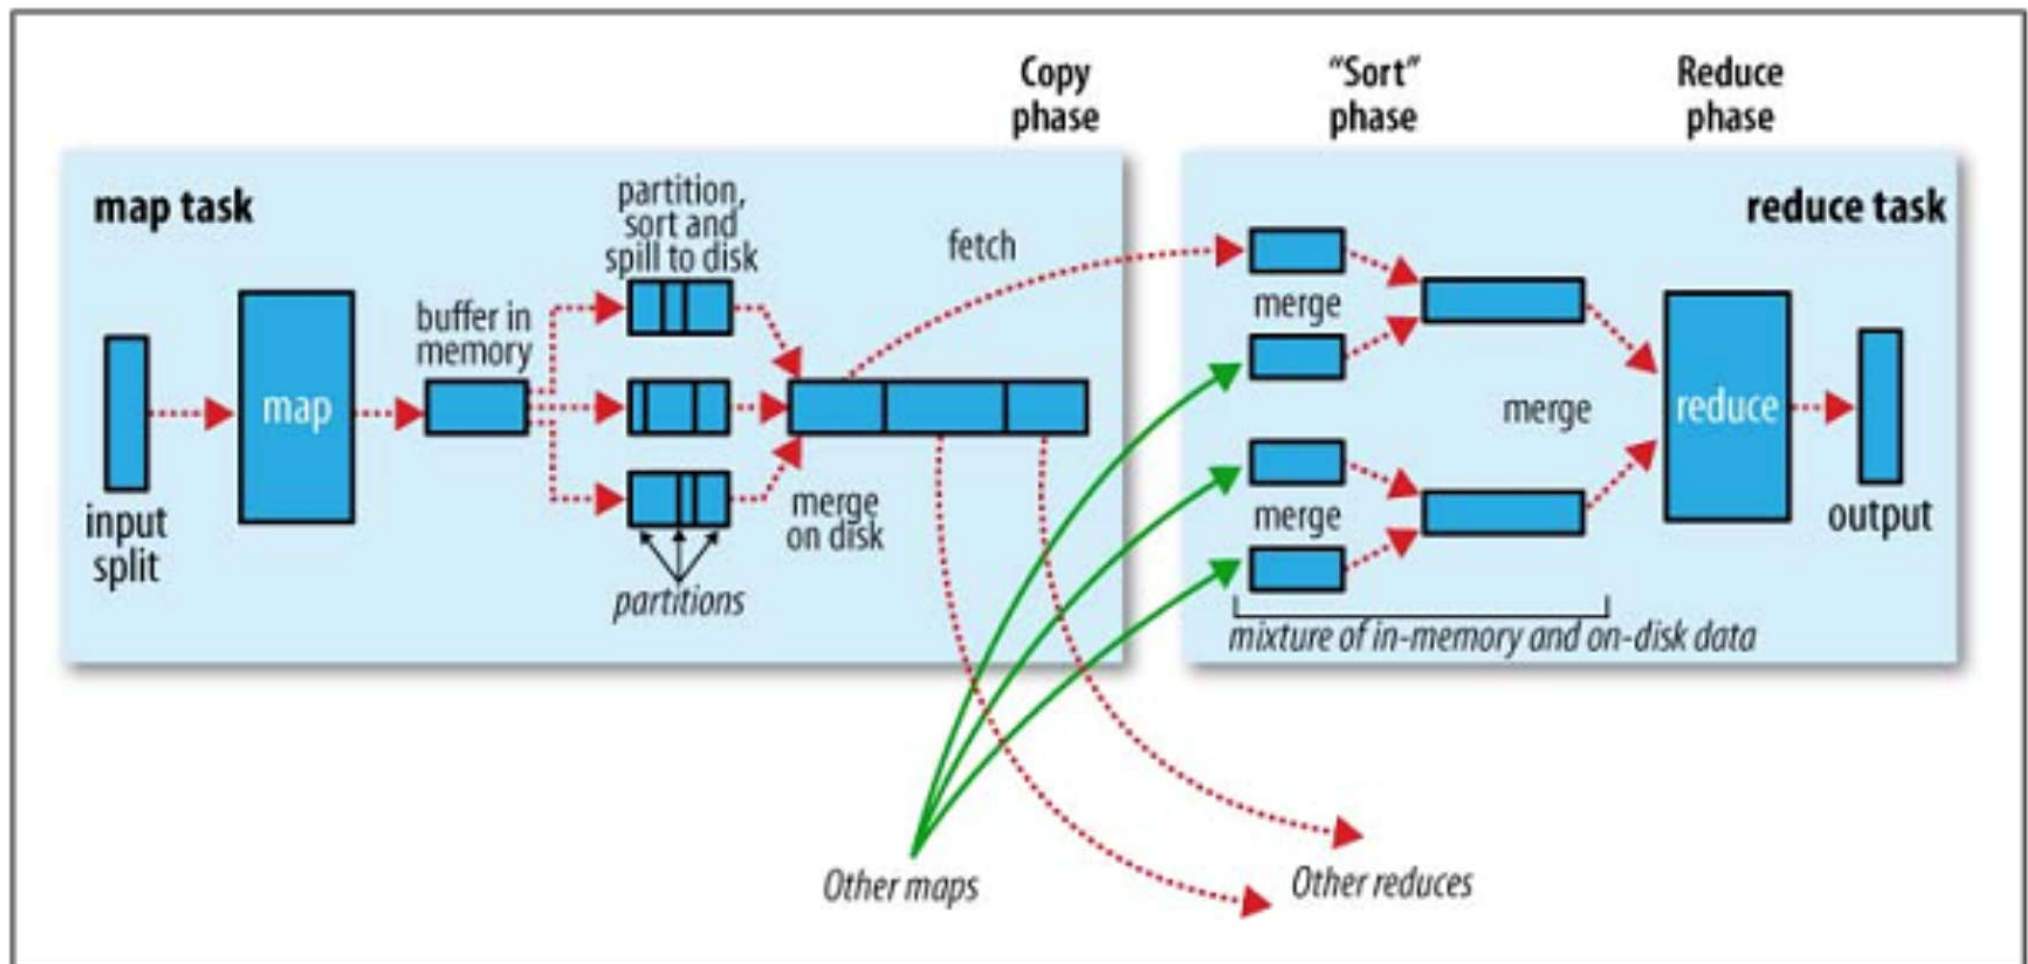 Copy
phase
“Sort”
phase
Reduce
phase
map task
partition,
sort and
spill to disk
fetch
buffer in
memory
map
input
split
merge
on disk
partitions
reduce task
merge
merge
merge
reduce
output
mixture of in-memory and on-disk data
Other maps
Other reduces